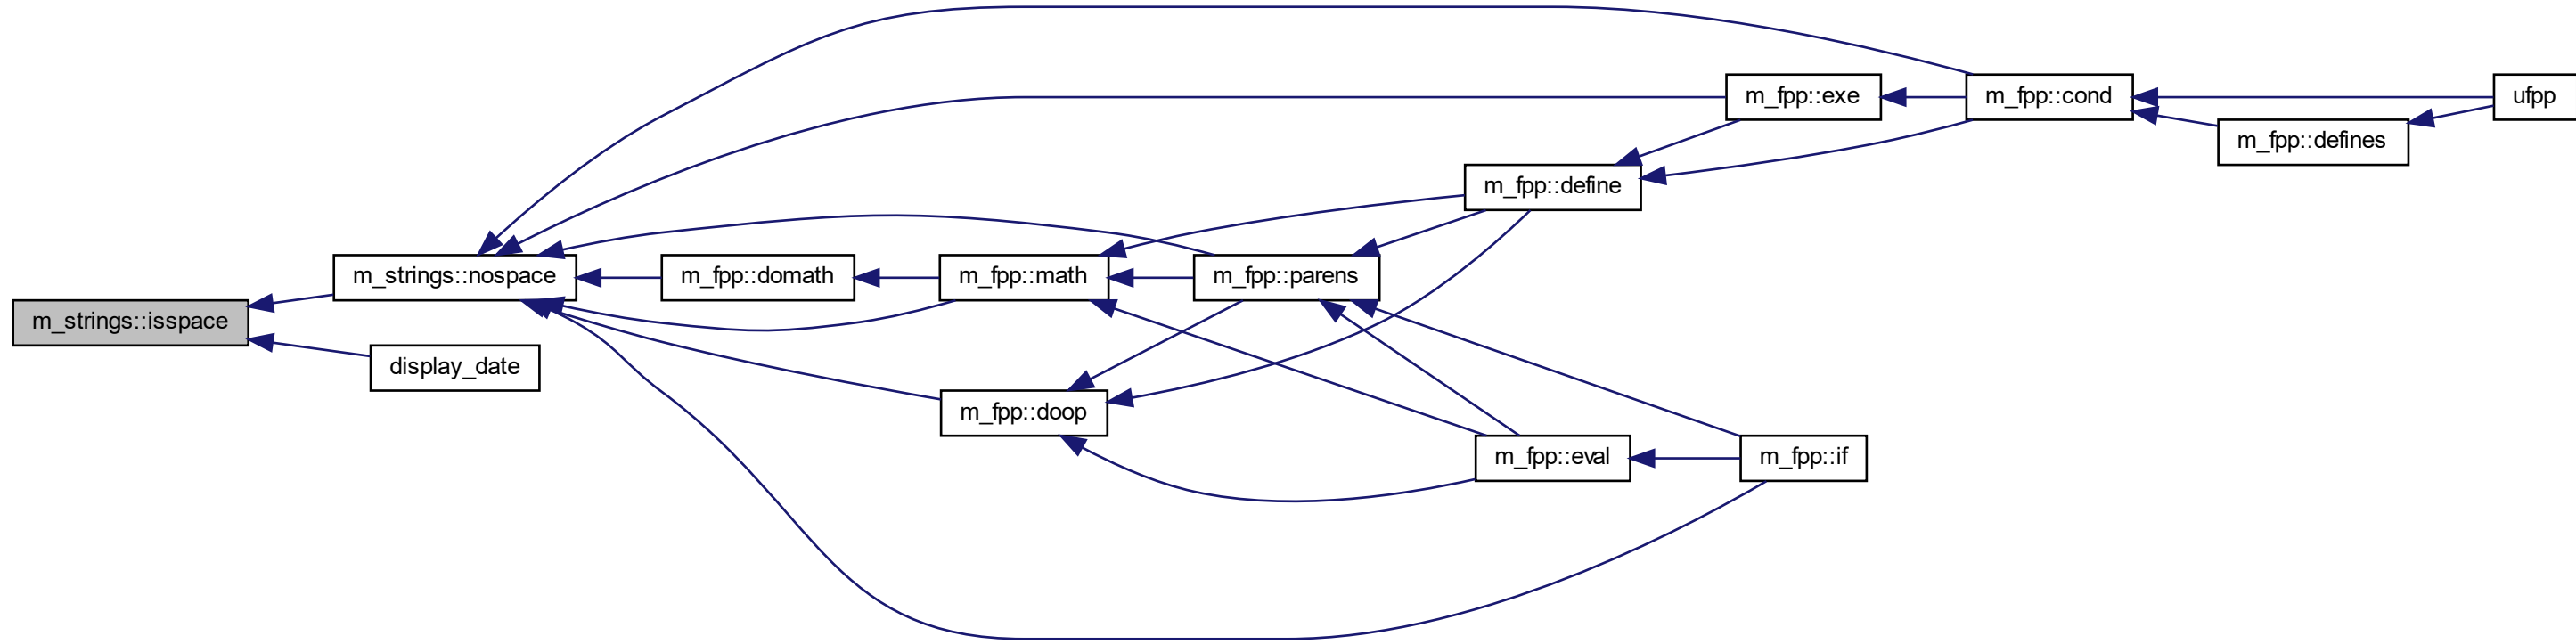 m_fpp::exe
m_fpp::cond
ufpp
m_fpp::defines
m_fpp::define
m_strings::nospace
m_fpp::domath
m_fpp::math
m_fpp::parens
m_strings::isspace
display_date
m_fpp::doop
m_fpp::eval
m_fpp::if